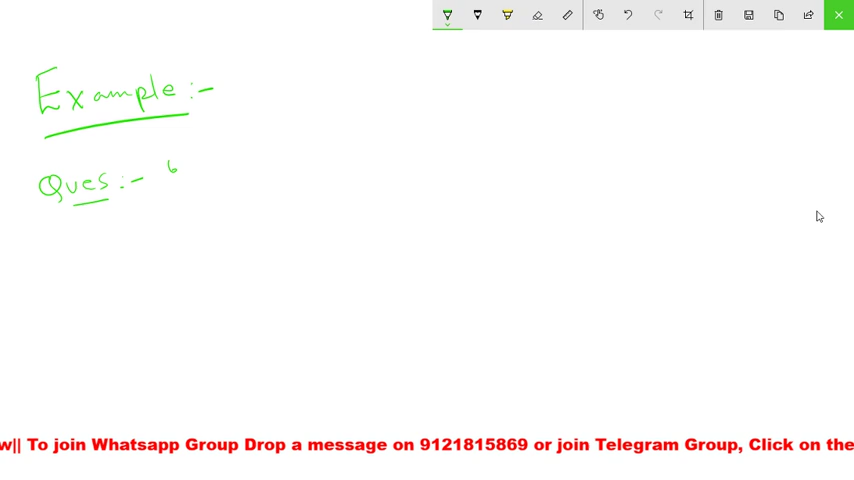 Example :-
Ques :- 6
w|| To join Whatsapp Group Drop a message on 9121815869 or join Telegram Group, Click on the